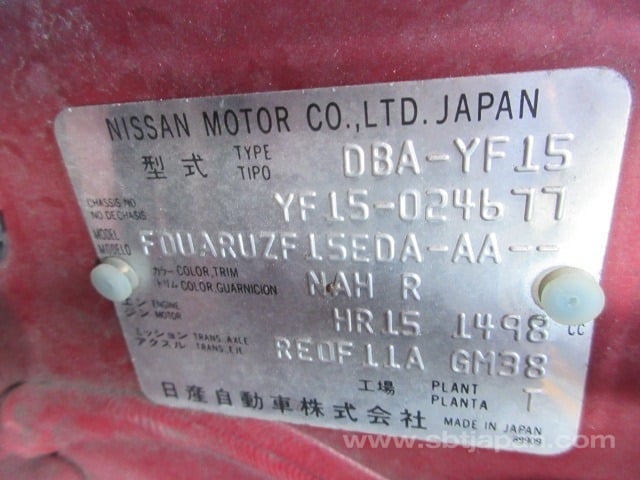 NISSAN MOTOR CO.,LTD. JAPAN
型式 TYPE TIPO DBA-YF15
CHASSIS NO NO.DECHASIS YF15-024677
MODEL MODELO FDUARUZF15EDA-AA--
カラー COLOR,TRIM トリム COLOR,GUARNICION NAH R
エンジン ENGINE MOTOR HR15 1498 CC
ミッション TRANS. AXLE アクスル TRANS. EJE RE0F11A GM38
工場 PLANT PLANTA T
日産自動車株式会社 MADE IN JAPAN
89909
www.sbtjapan.com